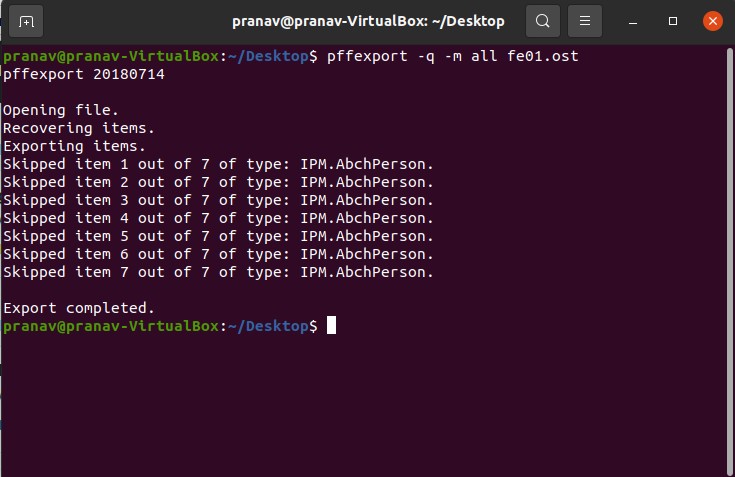 pranav@pranav-VirtualBox: ~/Desktop
pranav@pranav-VirtualBox:~/Desktop$ pffexport -q -m all fe01.ost
pffexport 20180714
Opening file.
Recovering items.
Exporting items.
Skipped item 1 out of 7 of type: IPM.AbchPerson.
Skipped item 2 out of 7 of type: IPM.AbchPerson.
Skipped item 3 out of 7 of type: IPM.AbchPerson.
Skipped item 4 out of 7 of type: IPM.AbchPerson.
Skipped item 5 out of 7 of type: IPM.AbchPerson.
Skipped item 6 out of 7 of type: IPM.AbchPerson.
Skipped item 7 out of 7 of type: IPM.AbchPerson.
Export completed.
pranav@pranav-VirtualBox:~/Desktop$